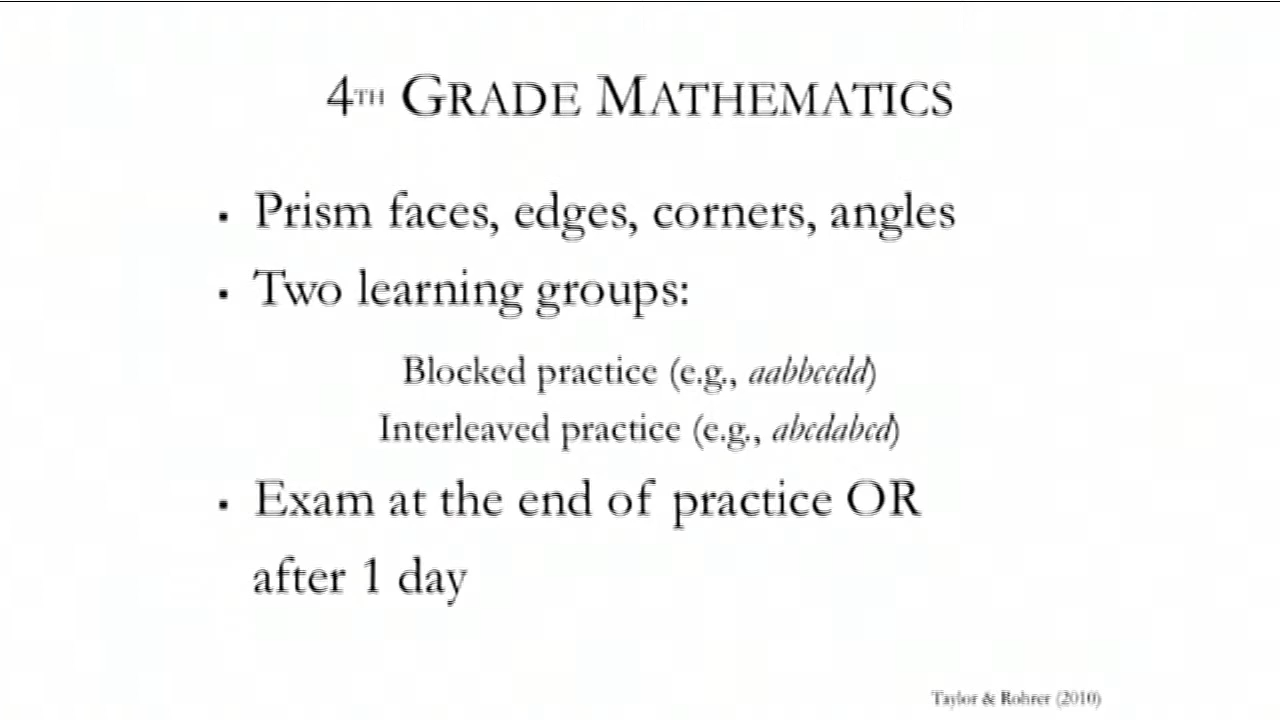 4TH GRADE MATHEMATICS
▪ Prism faces, edges, corners, angles
▪ Two learning groups:
Blocked practice (e.g., aabbccdd)
Interleaved practice (e.g., abcdabcd)
▪ Exam at the end of practice OR
after 1 day
Taylor & Rohrer (2010)